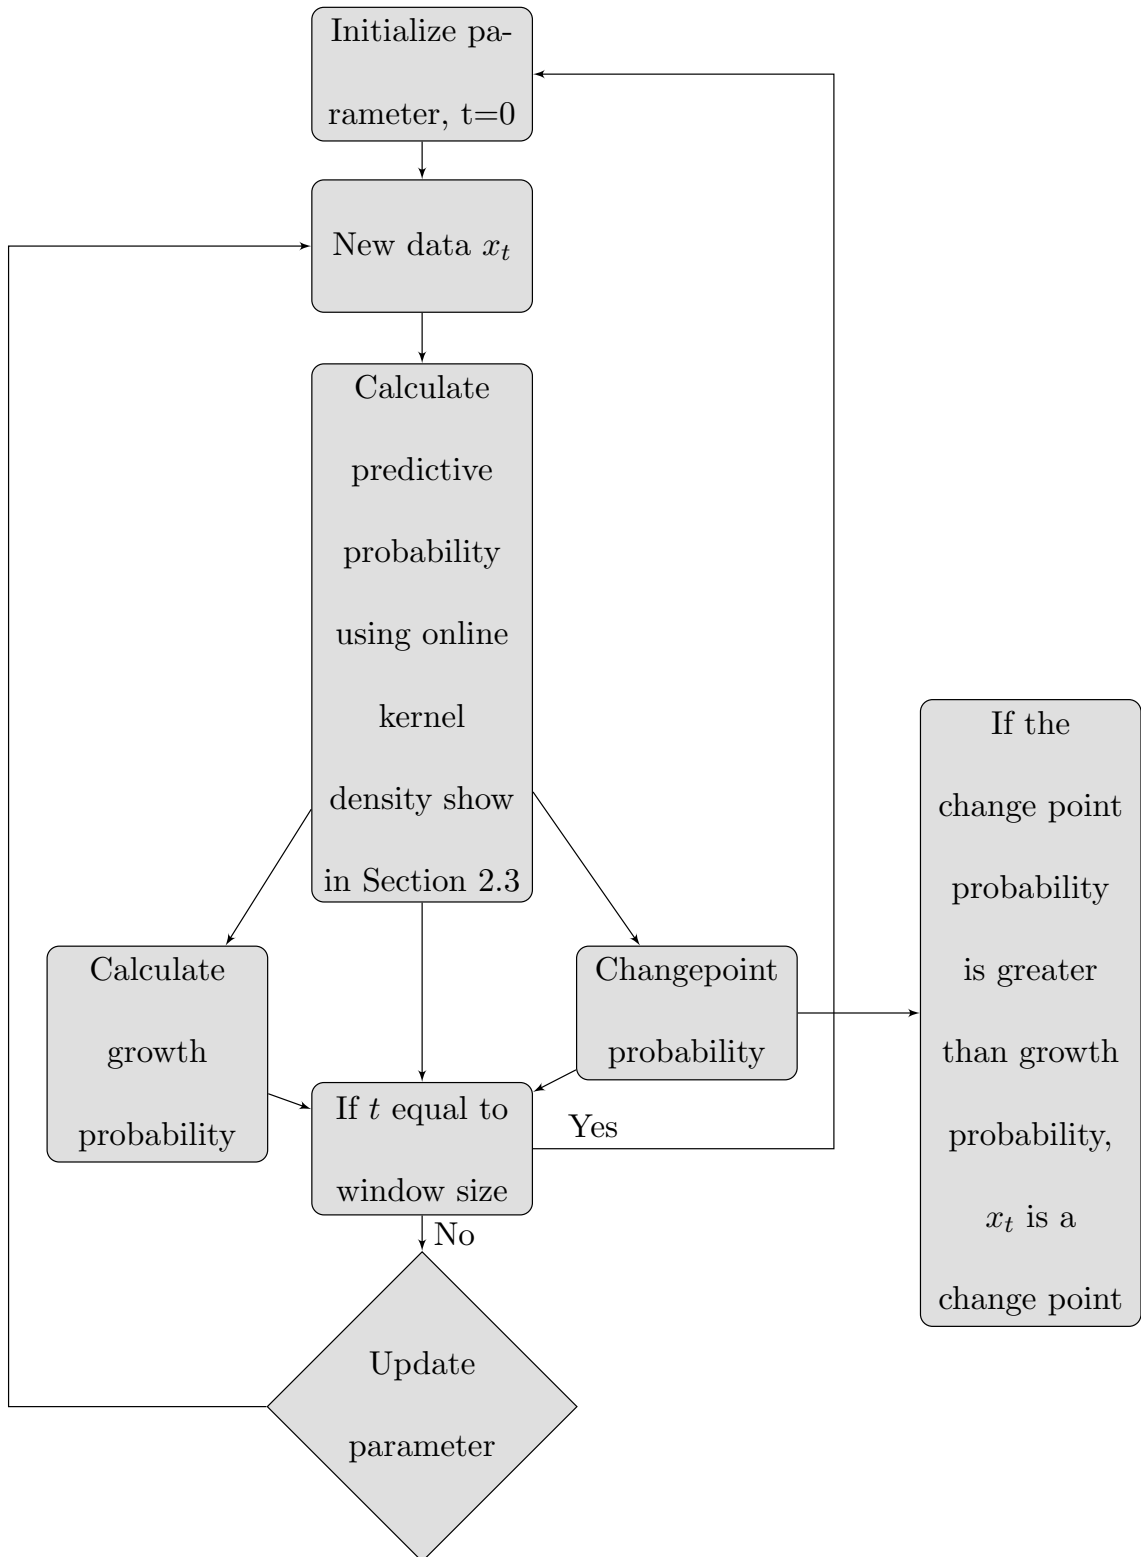 Initialize pa-
rameter, t=0
New data $x_t$
Calculate
predictive
probability
using online
kernel
density show
in Section 2.3
Calculate
growth
probability
Changepoint
probability
If the
change point
probability
is greater
than growth
probability,
$x_t$ is a
change point
If $t$ equal to
window size
Yes
No
Update
parameter